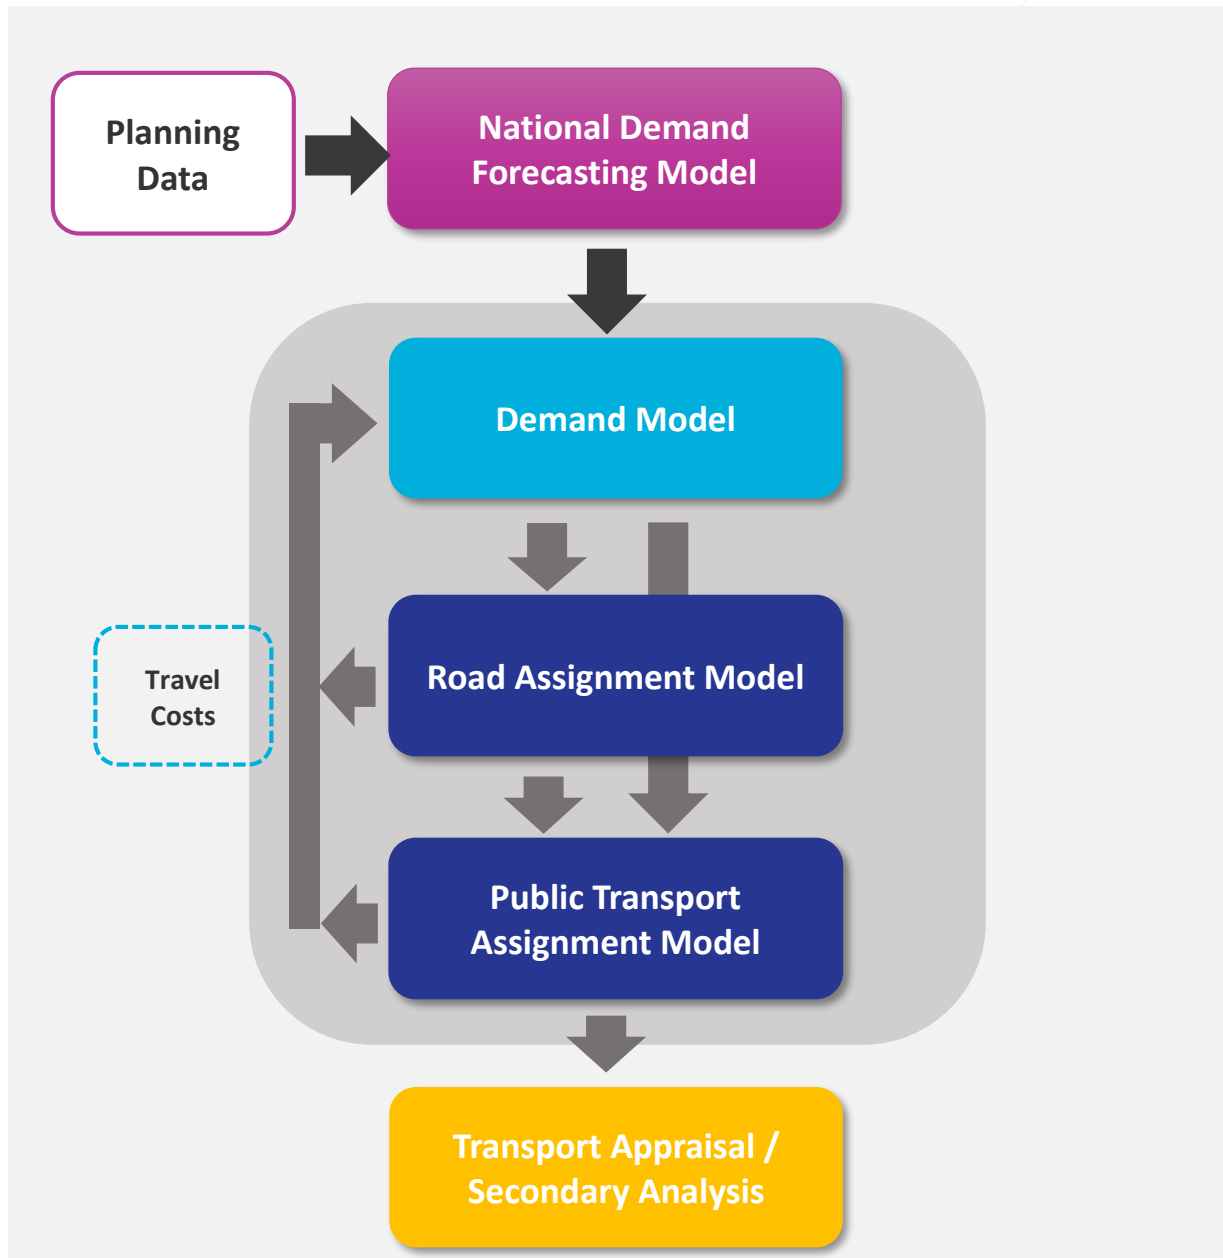 Planning
Data
National Demand
Forecasting Model
Demand Model
Road Assignment Model
Travel
Costs
Public Transport
Assignment Model
Transport Appraisal /
Secondary Analysis